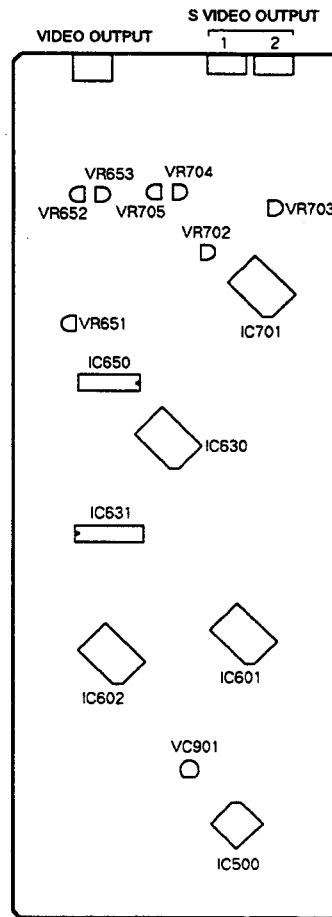 S VIDEO OUTPUT
VIDEO OUTPUT
1 2
VR653 VR704
VR652 VR705 VR703
VR702
IC701
VR651
IC650
IC630
IC631
IC601
IC602
VC901
IC500